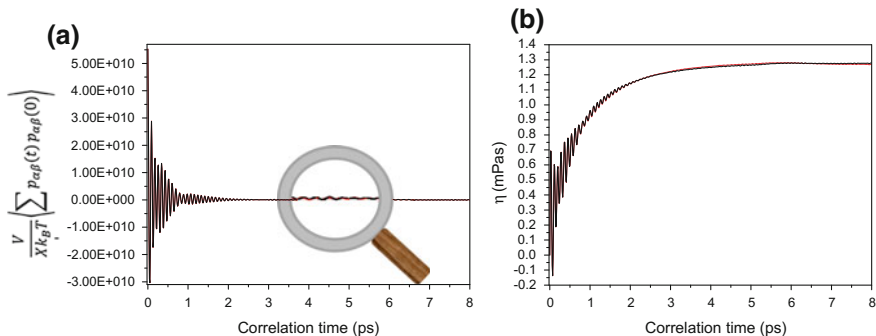 (a)
5.00E+010
4.00E+010
3.00E+010
2.00E+010
1.00E+010
0.00E+000
-1.00E+010
-2.00E+010
-3.00E+010
V/(Xk_BT) ⟨∑ p_αβ(t) p_αβ(0)⟩
0 1 2 3 4 5 6 7 8
Correlation time (ps)
(b)
1.4
1.3
1.2
1.1
1.0
0.9
0.8
0.7
0.6
0.5
0.4
0.3
0.2
0.1
0.0
-0.1
-0.2
η (mPas)
0 1 2 3 4 5 6 7 8
Correlation time (ps)